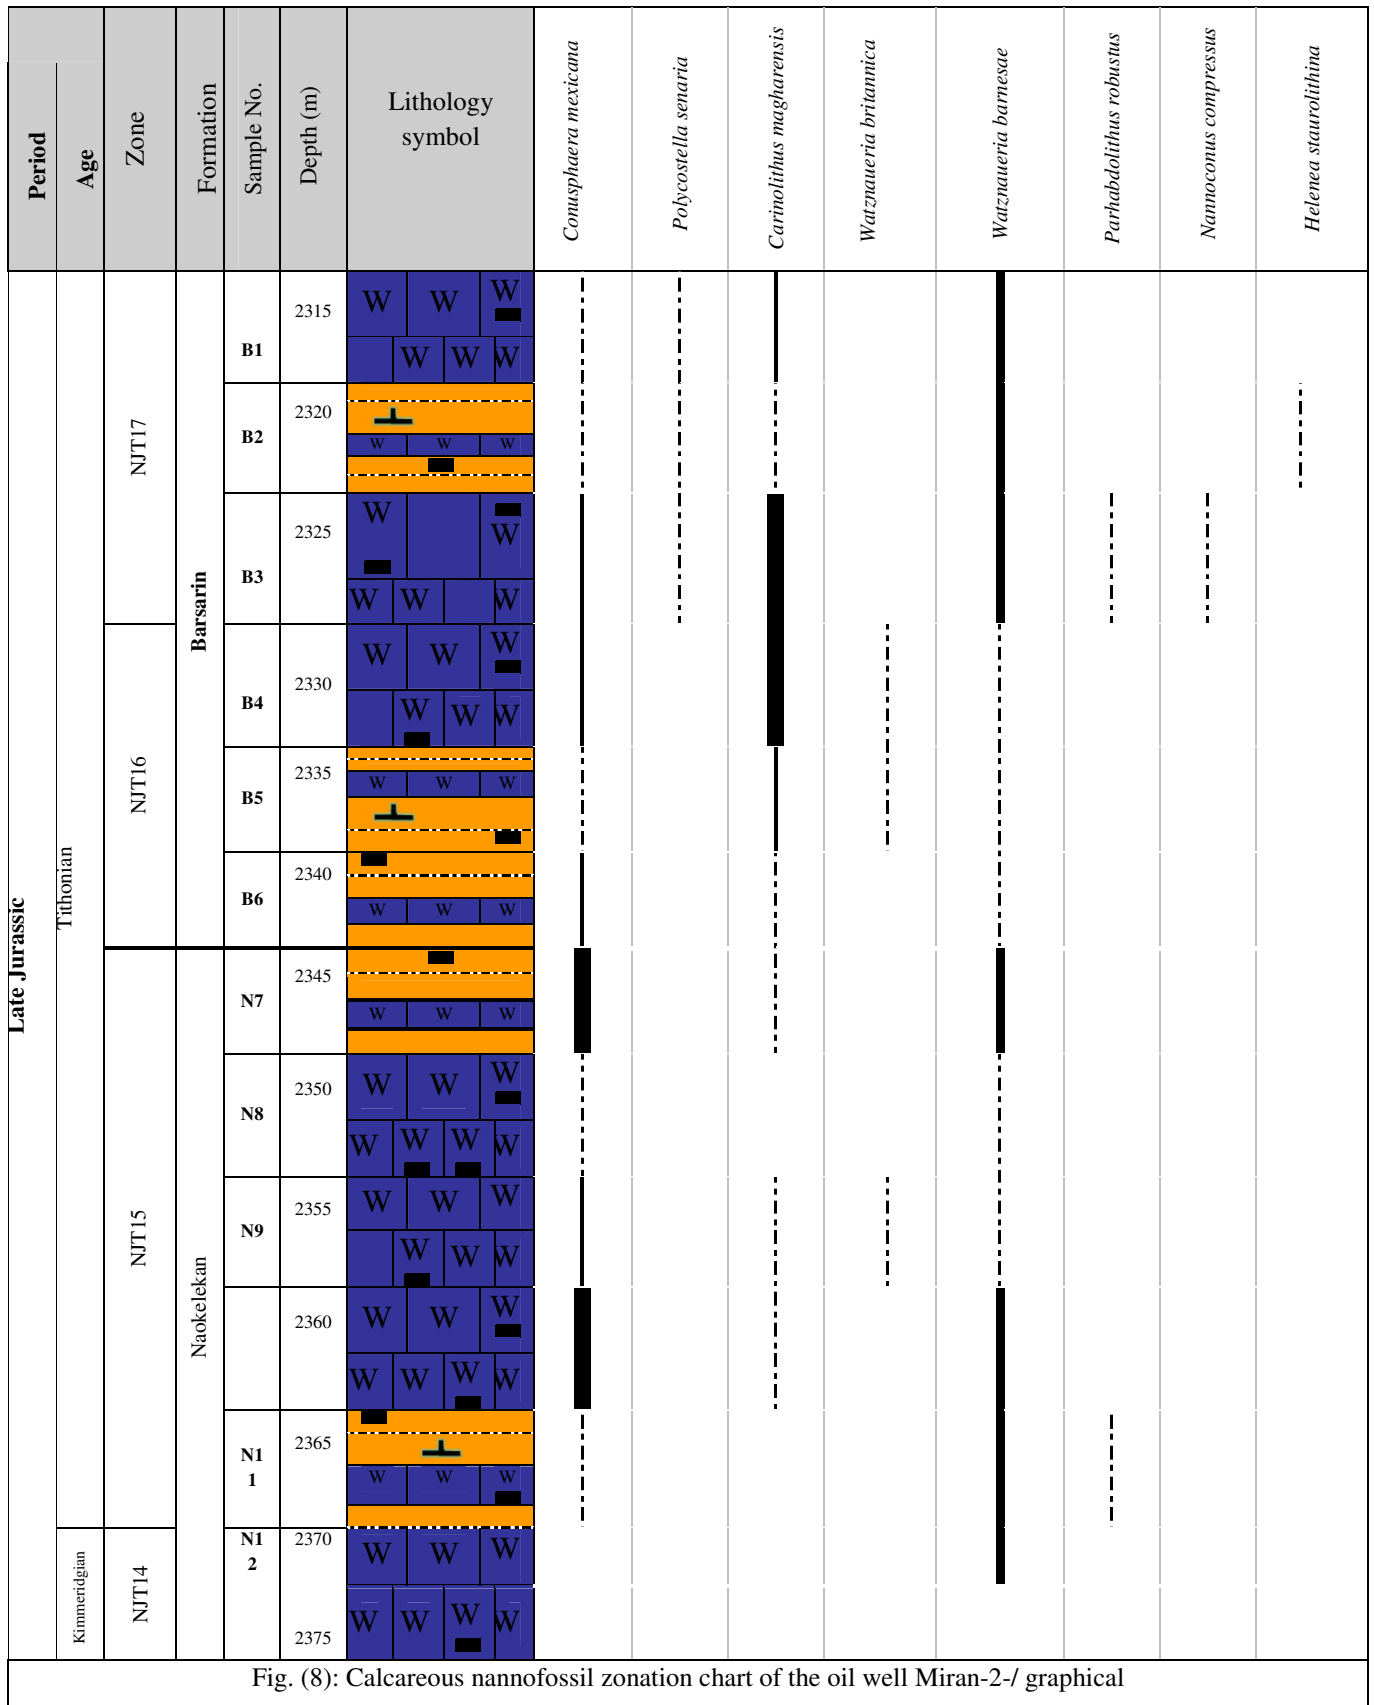 Period
Age
Zone
Formation
Sample No.
Depth (m)
Lithology
symbol
Conusphaera mexicana
Polycostella senaria
Carinolithus magharensis
Watznaueria britannica
Watznaueria barnesae
Parhabdolithus robustus
Nannoconus compressus
Helenea staurolithina
Late Jurassic
Tithonian
Kimmeridgian
NJT17
NJT16
NJT15
NJT14
Barsarin
Naokelekan
2315
W W W
B1
W W W
2320
B2
W W W
W
2325
W
B3
W W W
W W W
2330
B4
W W W
2335
W W W
B5
2340
B6
W W W
2345
N7
W W W
2350
W W W
N8
W W W W
2355
W W W
N9
W W W
2360
W W W
W W W W
2365
N1
1
W W W
N1
2
2370
W W W
W W W W
2375
Fig. (8): Calcareous nannofossil zonation chart of the oil well Miran-2-/ graphical